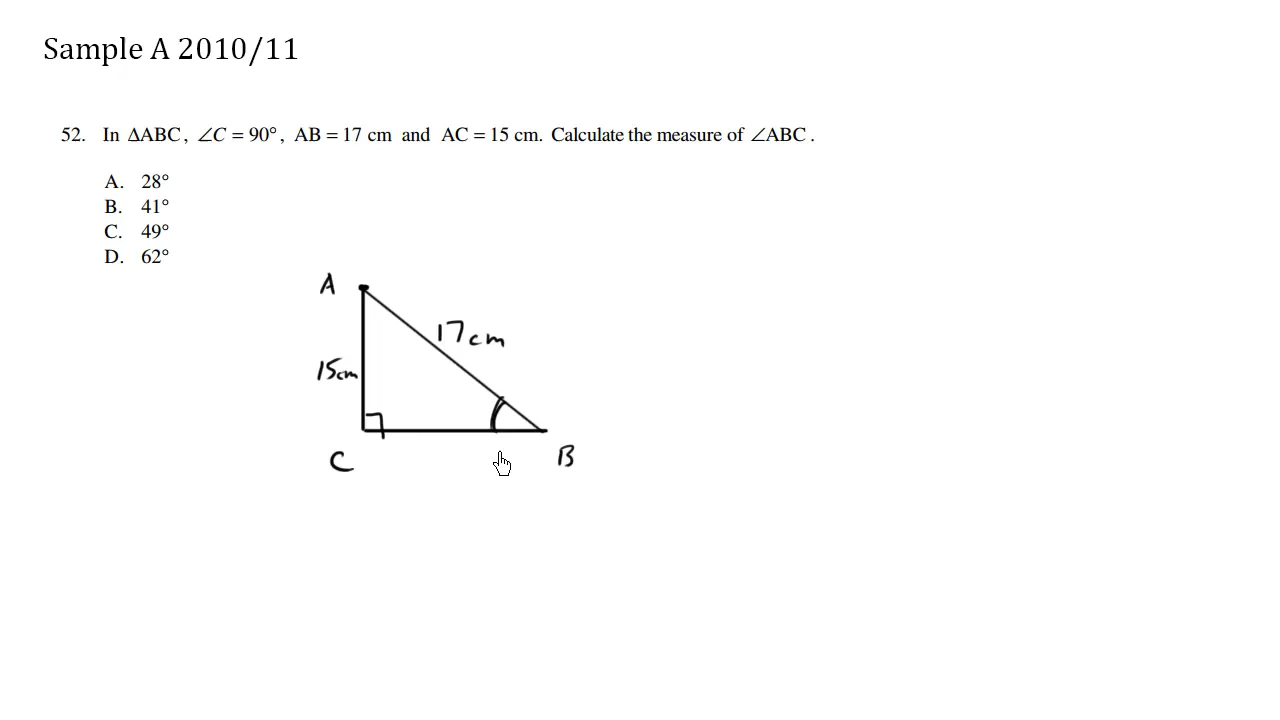 Sample A 2010/11
52. In ΔABC, ∠C = 90°, AB = 17 cm and AC = 15 cm. Calculate the measure of ∠ABC.
A. 28°
B. 41°
C. 49°
D. 62°
A
17cm
15cm
C
B